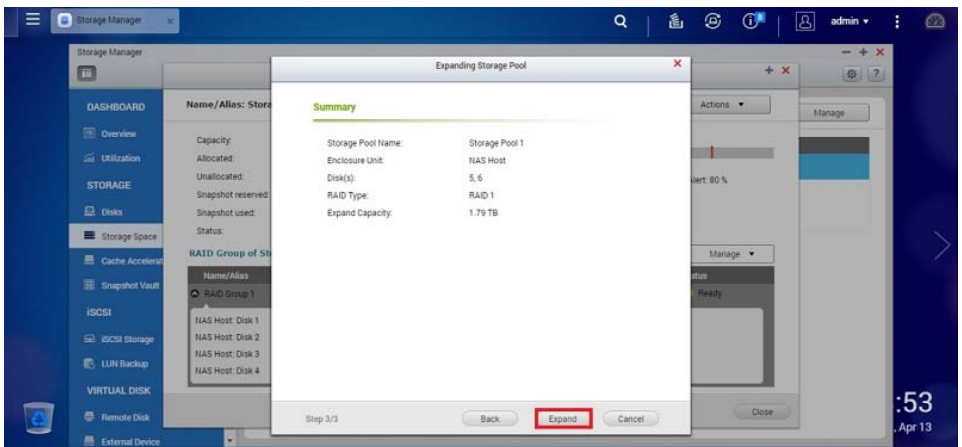 Storage Manager
admin
Storage Manager
DASHBOARD
Overview
Utilization
STORAGE
Disks
Storage Space
Cache Accelerat
Snapshot Vault
iSCSI
iSCSI Storage
LUN Backup
VIRTUAL DISK
Remote Disk
External Device
Name/Alias: Stora
Capacity:
Allocated:
Unallocated:
Snapshot reserved:
Snapshot used:
Status:
RAID Group of St
Name/Alias
RAID Group 1
NAS Host: Disk 1
NAS Host: Disk 2
NAS Host: Disk 3
NAS Host: Disk 4
Expanding Storage Pool
Summary
Storage Pool Name: Storage Pool 1
Enclosure Unit: NAS Host
Disk(s): 5, 6
RAID Type: RAID 1
Expand Capacity: 1.79 TB
Step 3/3
Back
Expand
Cancel
Actions
Alert: 80 %
Manage
atus
Ready
Close
Manage
:53
, Apr 13